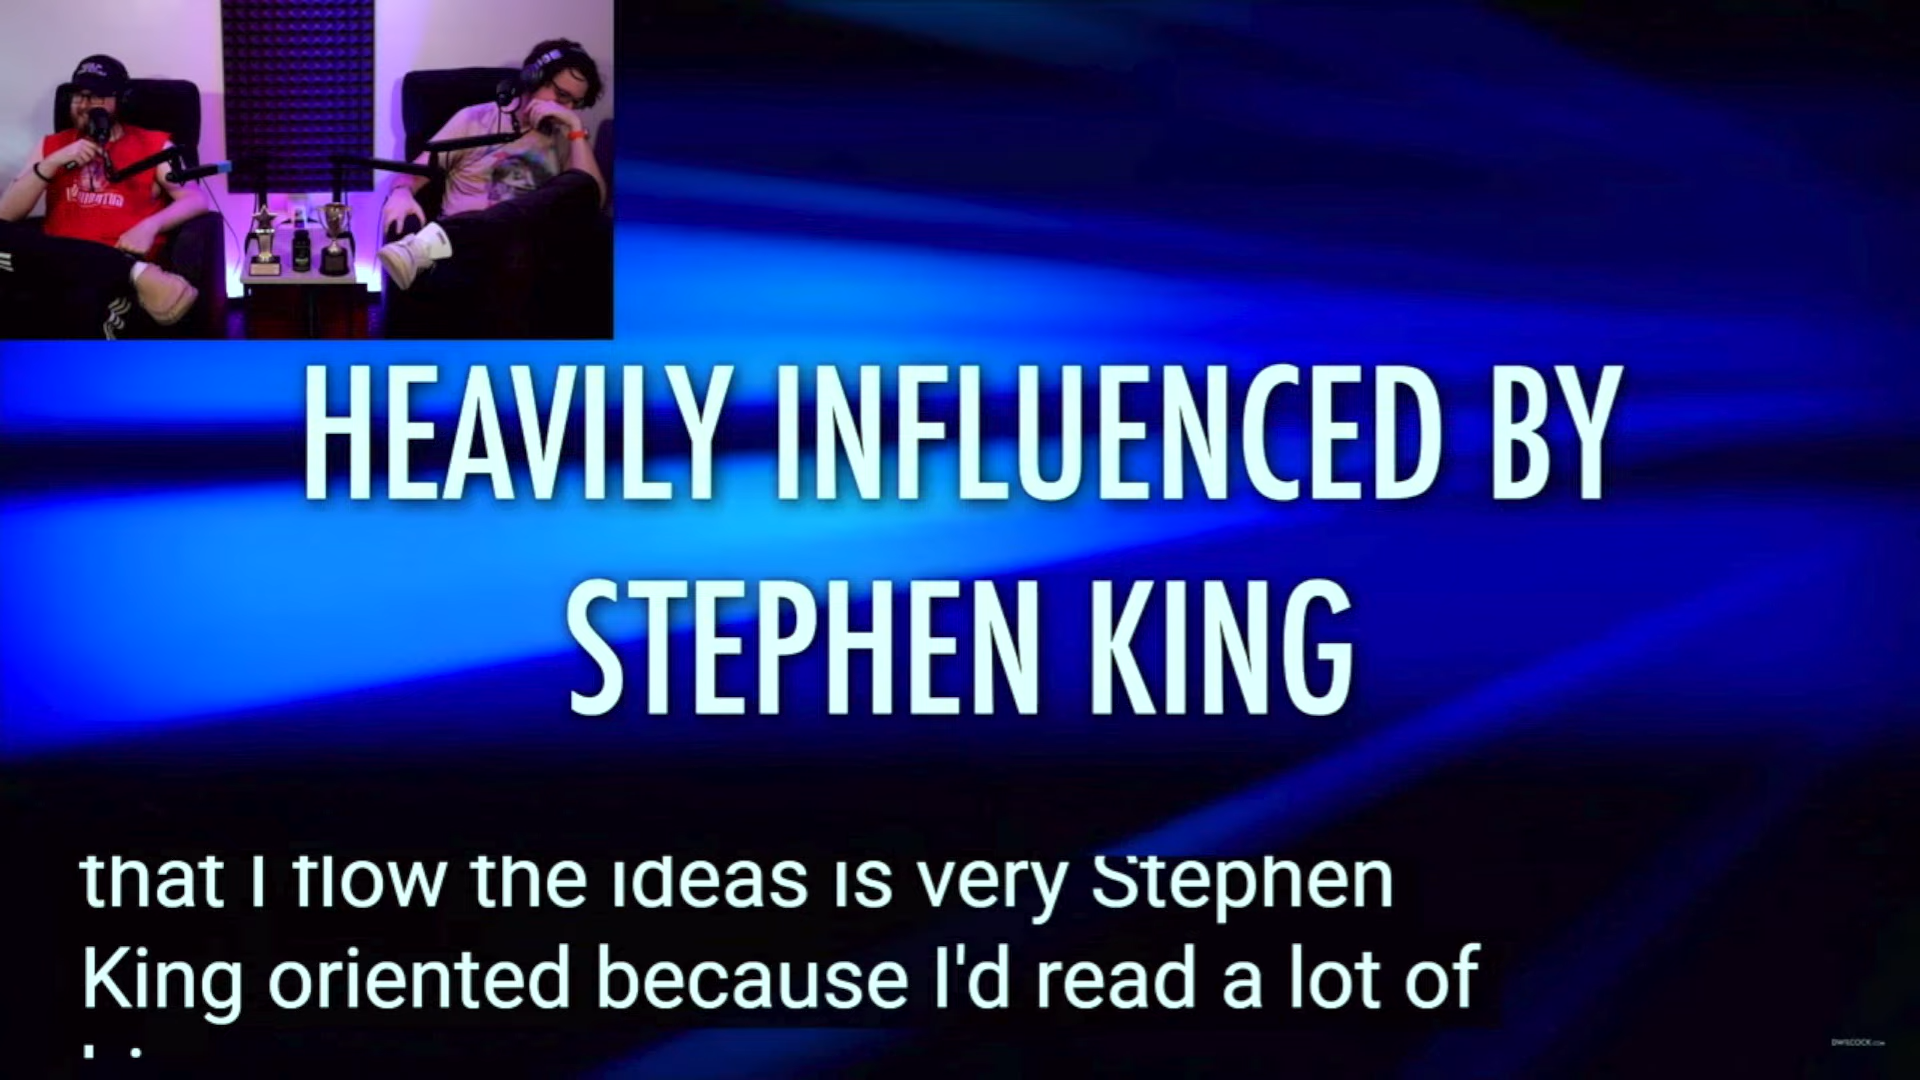 HEAVILY INFLUENCED BY
STEPHEN KING
that I flow the ideas is very Stephen
King oriented because I'd read a lot of